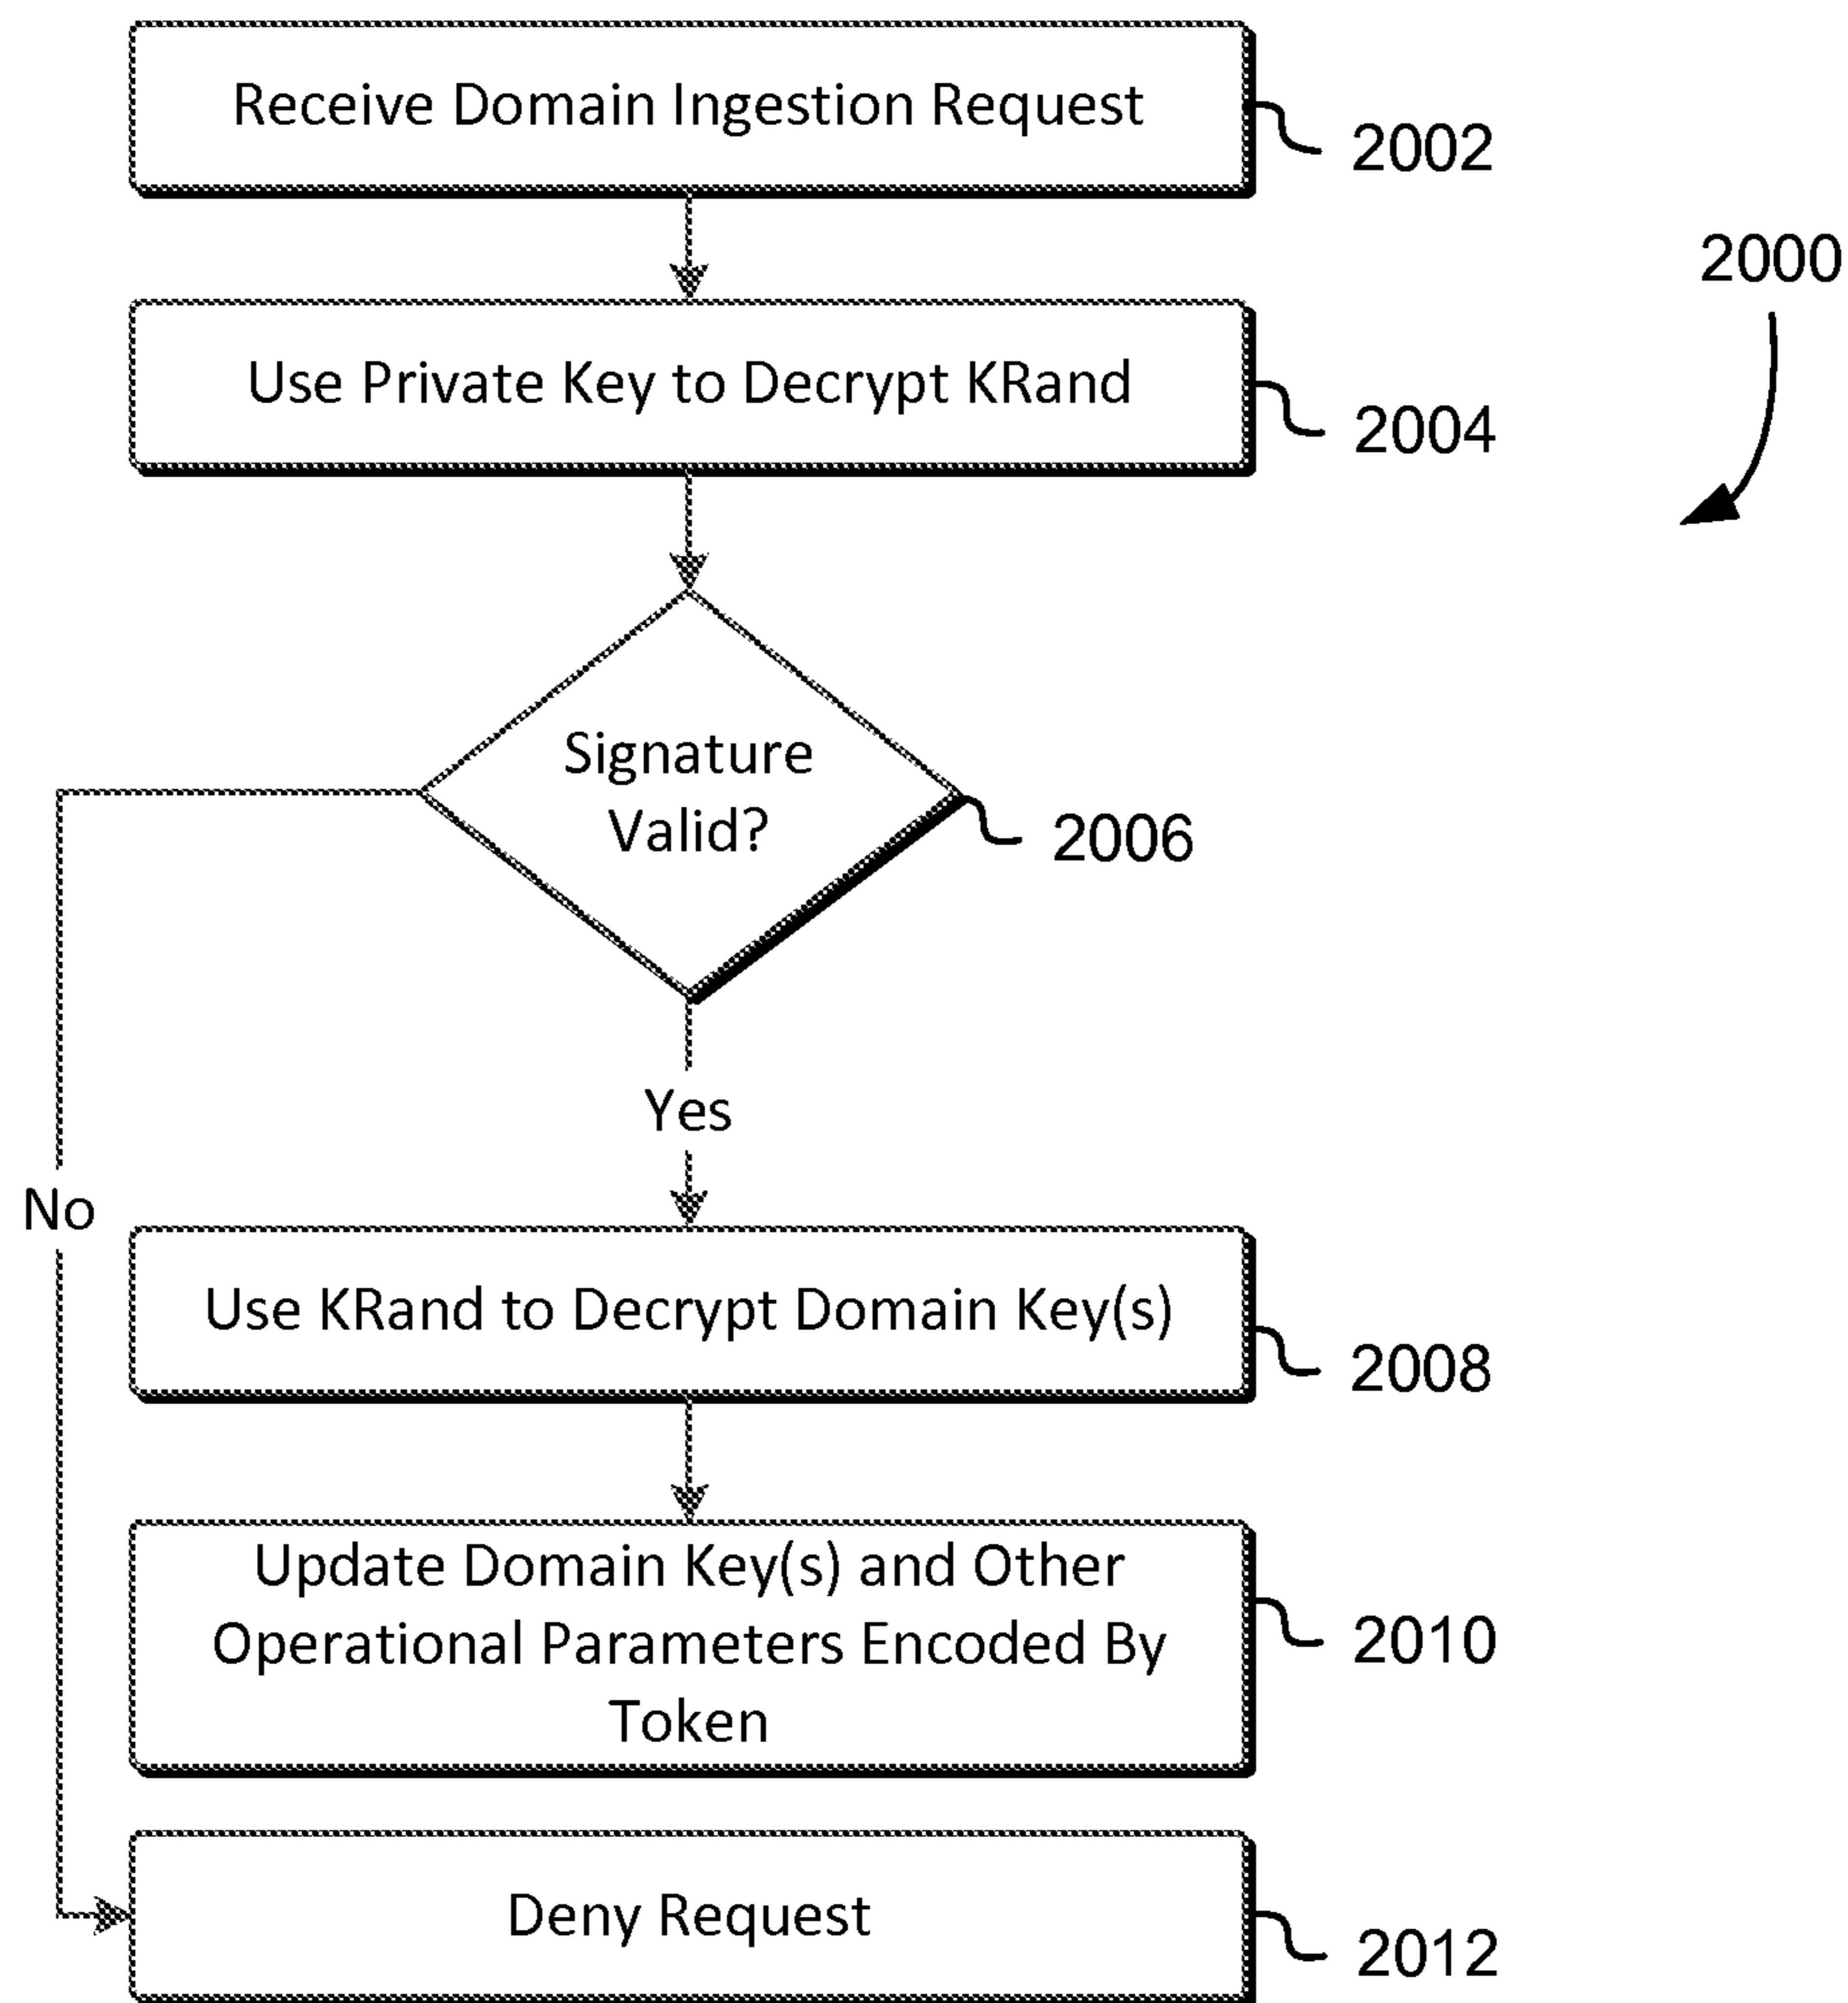 Receive Domain Ingestion Request
2002
2000
Use Private Key to Decrypt KRand
2004
Signature
Valid?
2006
Yes
No
Use KRand to Decrypt Domain Key(s)
2008
Update Domain Key(s) and Other
Operational Parameters Encoded By
Token
2010
Deny Request
2012